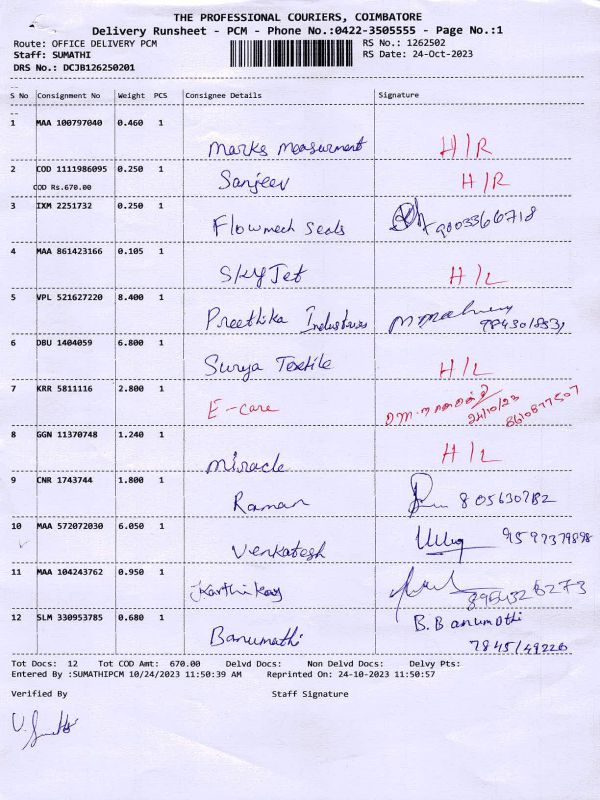 THE PROFESSIONAL COURIERS, COIMBATORE
Delivery Runsheet - PCM - Phone No.:0422-3505555 - Page No.:1
Route: OFFICE DELIVERY PCM RS No.: 1262502
Staff: SUMATHI RS Date: 24-Oct-2023
DRS No.: DCJB126250201
S No Consignment No Weight PCS Consignee Details Signature
1 MAA 100797040 0.460 1
Marks Measurment H/R
2 COD 1111986095 0.250 1
COD Rs.670.00 Sanjeev H/R
3 IXM 2251732 0.250 1
Flowmech Seals 9003366718
4 MAA 861423166 0.105 1
SkyJet H/L
5 VPL 521627220 8.400 1
Preethika Industries
6 DBU 1404059 6.800 1
Surya Textile H/L
7 KRR 5811116 2.800 1
E-care 24/10/23
8610877507
8 GGN 11370748 1.240 1
Miracle H/L
9 CNR 1743744 1.800 1
Raman 805630782
10 MAA 572072030 6.050 1
Venkatesh 9597379898
11 MAA 104243762 0.950 1
Karthikay
12 SLM 330953785 0.680 1 B.Banumathi
Banumathi 7845149226
Tot Docs: 12 Tot COD Amt: 670.00 Delvd Docs: Non Delvd Docs: Delvy Pts:
Entered By :SUMATHIPCM 10/24/2023 11:50:39 AM Reprinted On: 24-10-2023 11:50:57
Verified By Staff Signature